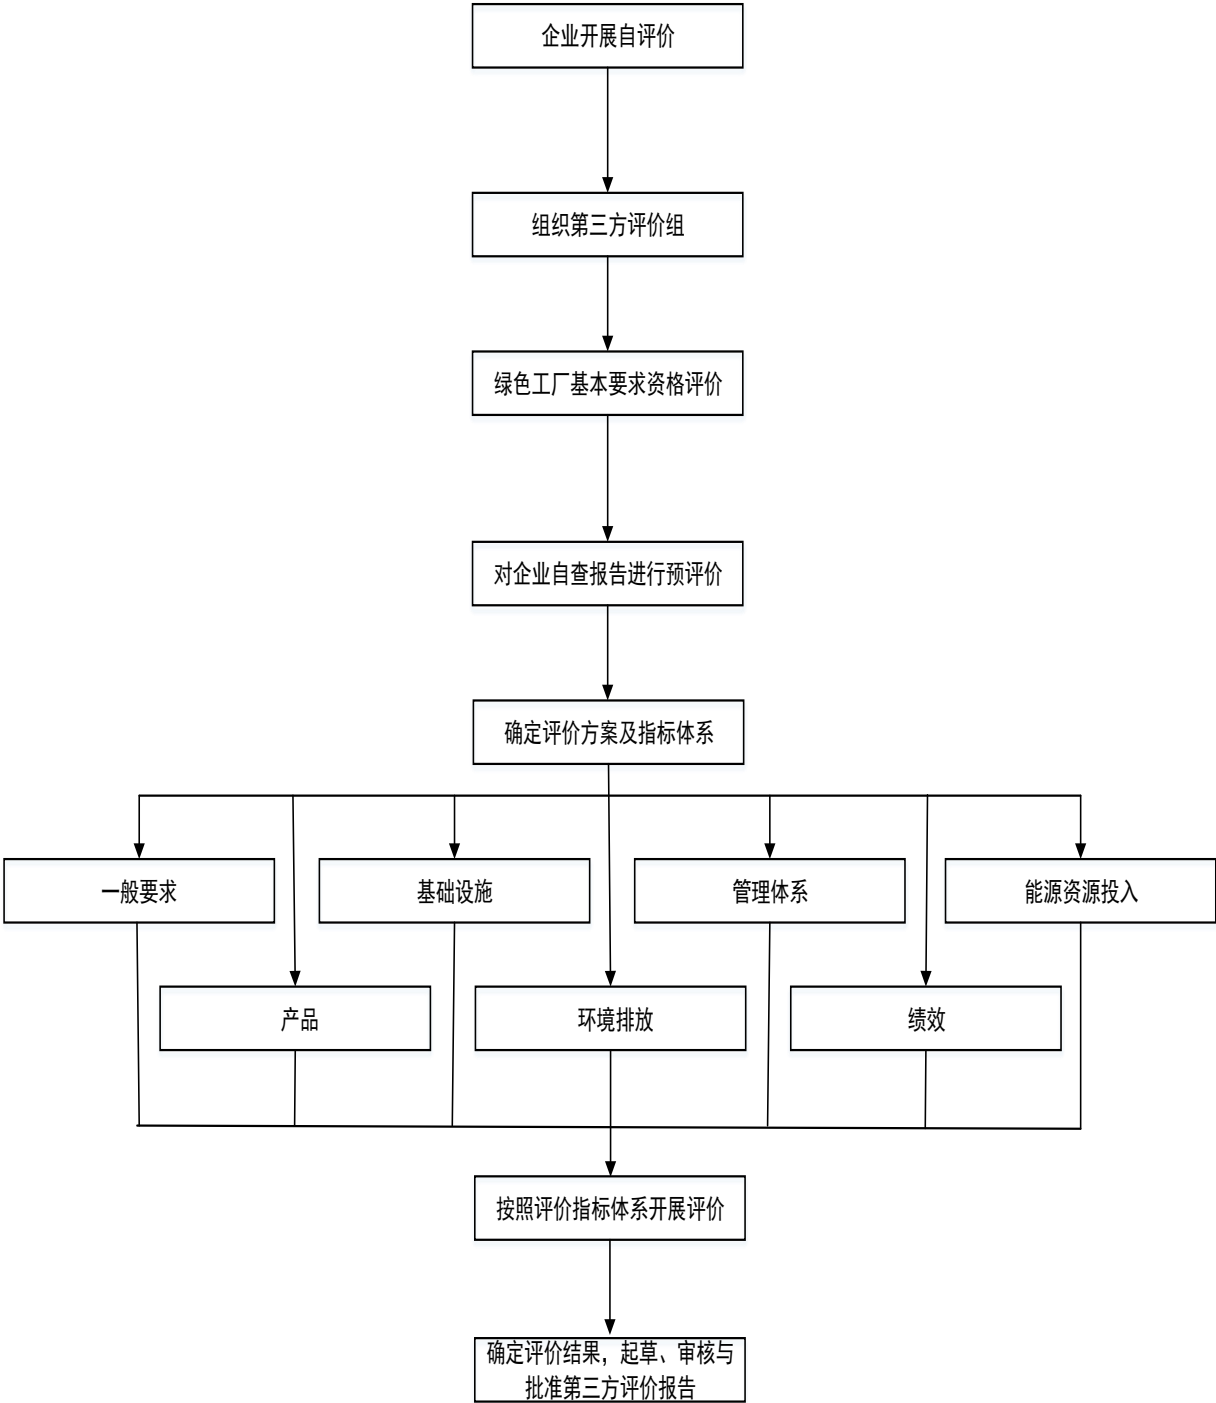 企业开展自评价
组织第三方评价组
绿色工厂基本要求资格评价
对企业自查报告进行预评价
确定评价方案及指标体系
一般要求
基础设施
管理体系
能源资源投入
产品
环境排放
绩效
按照评价指标体系开展评价
确定评价结果，起草、审核与
批准第三方评价报告